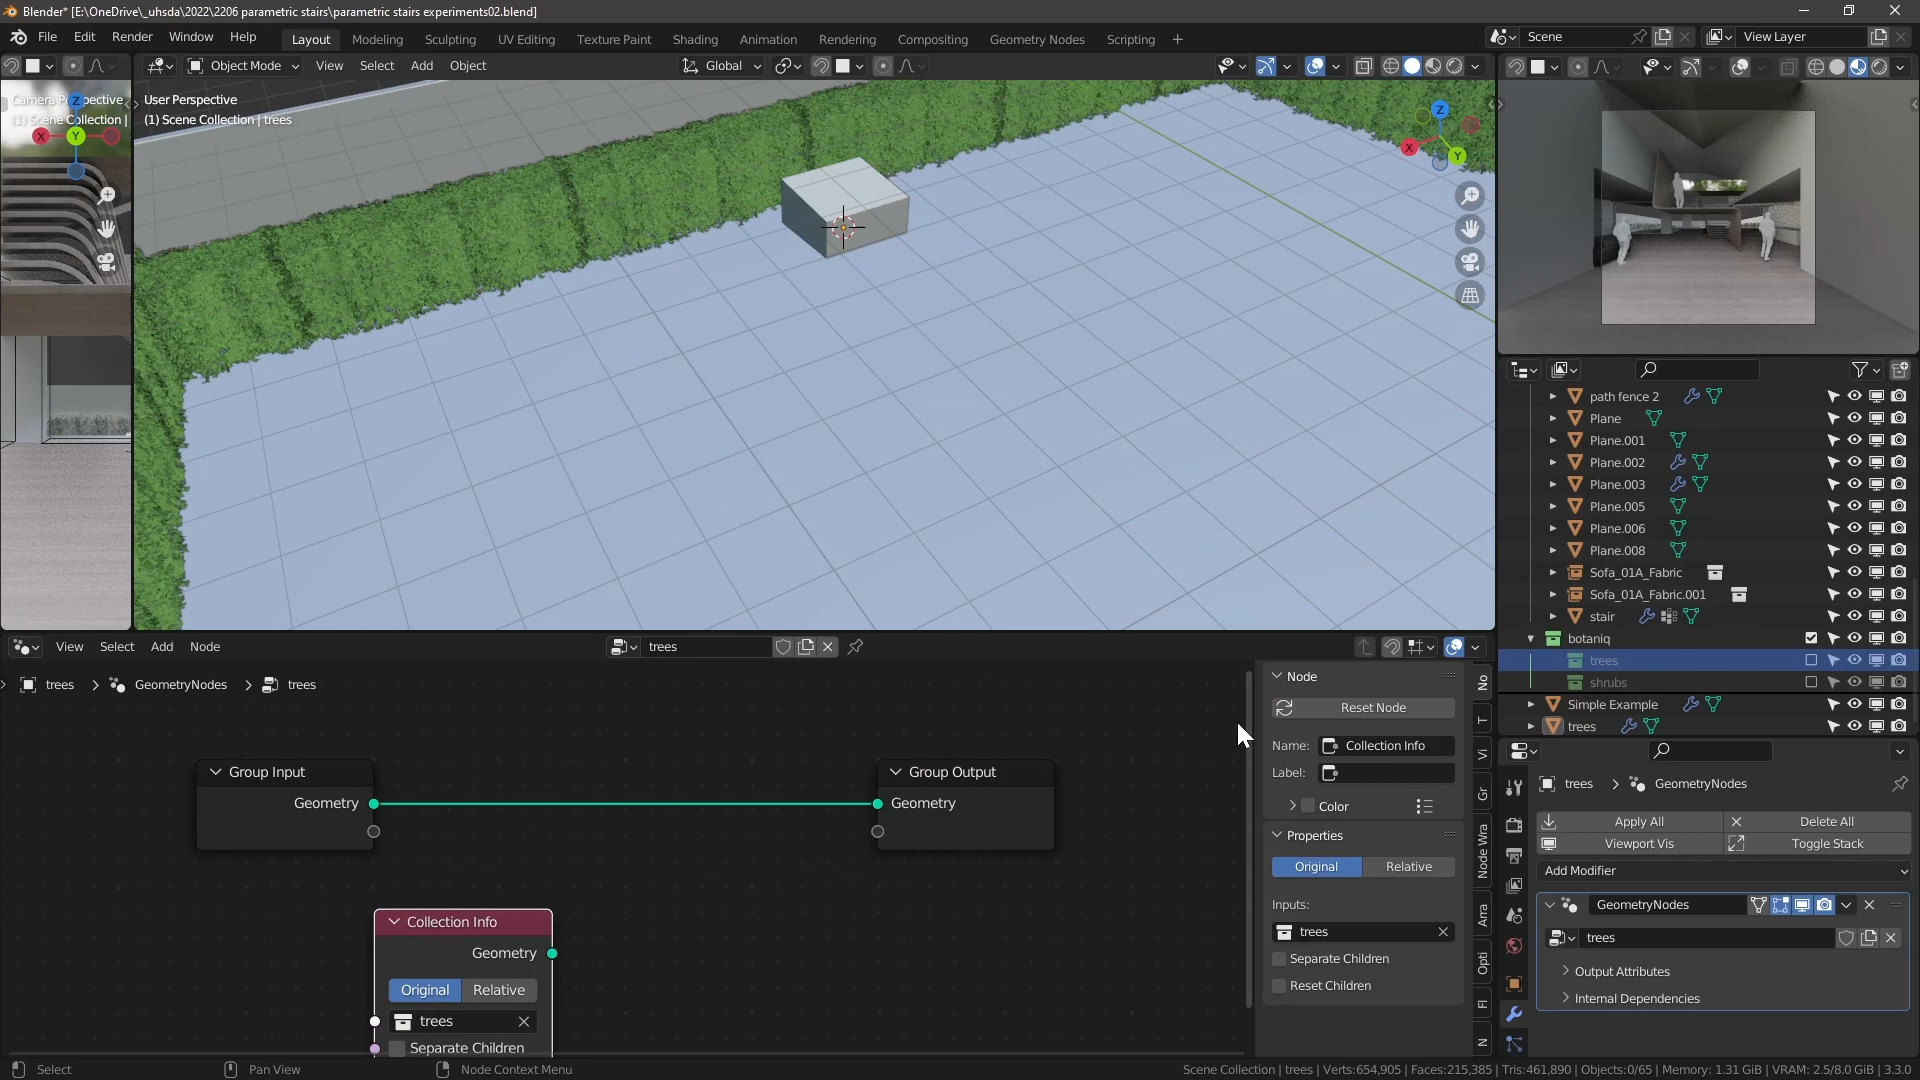 Blender* [E:\OneDrive\_uhsda\2022\2206 parametric stairs\parametric stairs experiments02.blend]
File Edit Render Window Help Layout Modeling Sculpting UV Editing Texture Paint Shading Animation Rendering Compositing Geometry Nodes Scripting + Scene View Layer
Object Mode View Select Add Object Global
User Perspective
(1) Scene Collection | trees
Camera Perspective
(1) Scene Collection |
Z
X
Y
Z
X
Y
path fence 2
Plane
Plane.001
Plane.002
Plane.003
Plane.005
Plane.006
Plane.008
Sofa_01A_Fabric
Sofa_01A_Fabric.001
stair
botaniq
trees
shrubs
Simple Example
trees
View Select Add Node trees
trees > GeometryNodes > trees
Group Input
Geometry
Group Output
Geometry
Collection Info
Geometry
Original Relative
trees
Separate Children
Node
Reset Node
Name: Collection Info
Label:
Color
Properties
Original Relative
Inputs:
trees
Separate Children
Reset Children
No
T
Vi
Gr
Node Wra
Arra
Opti
Fl
N
trees > GeometryNodes
Apply All Delete All
Viewport Vis Toggle Stack
Add Modifier
GeometryNodes
trees
Output Attributes
Internal Dependencies
Select Pan View Node Context Menu Scene Collection | trees | Verts:654,905 | Faces:215,385 | Tris:461,890 | Objects:0/65 | Memory: 1.31 GiB | VRAM: 2.5/8.0 GiB | 3.3.0